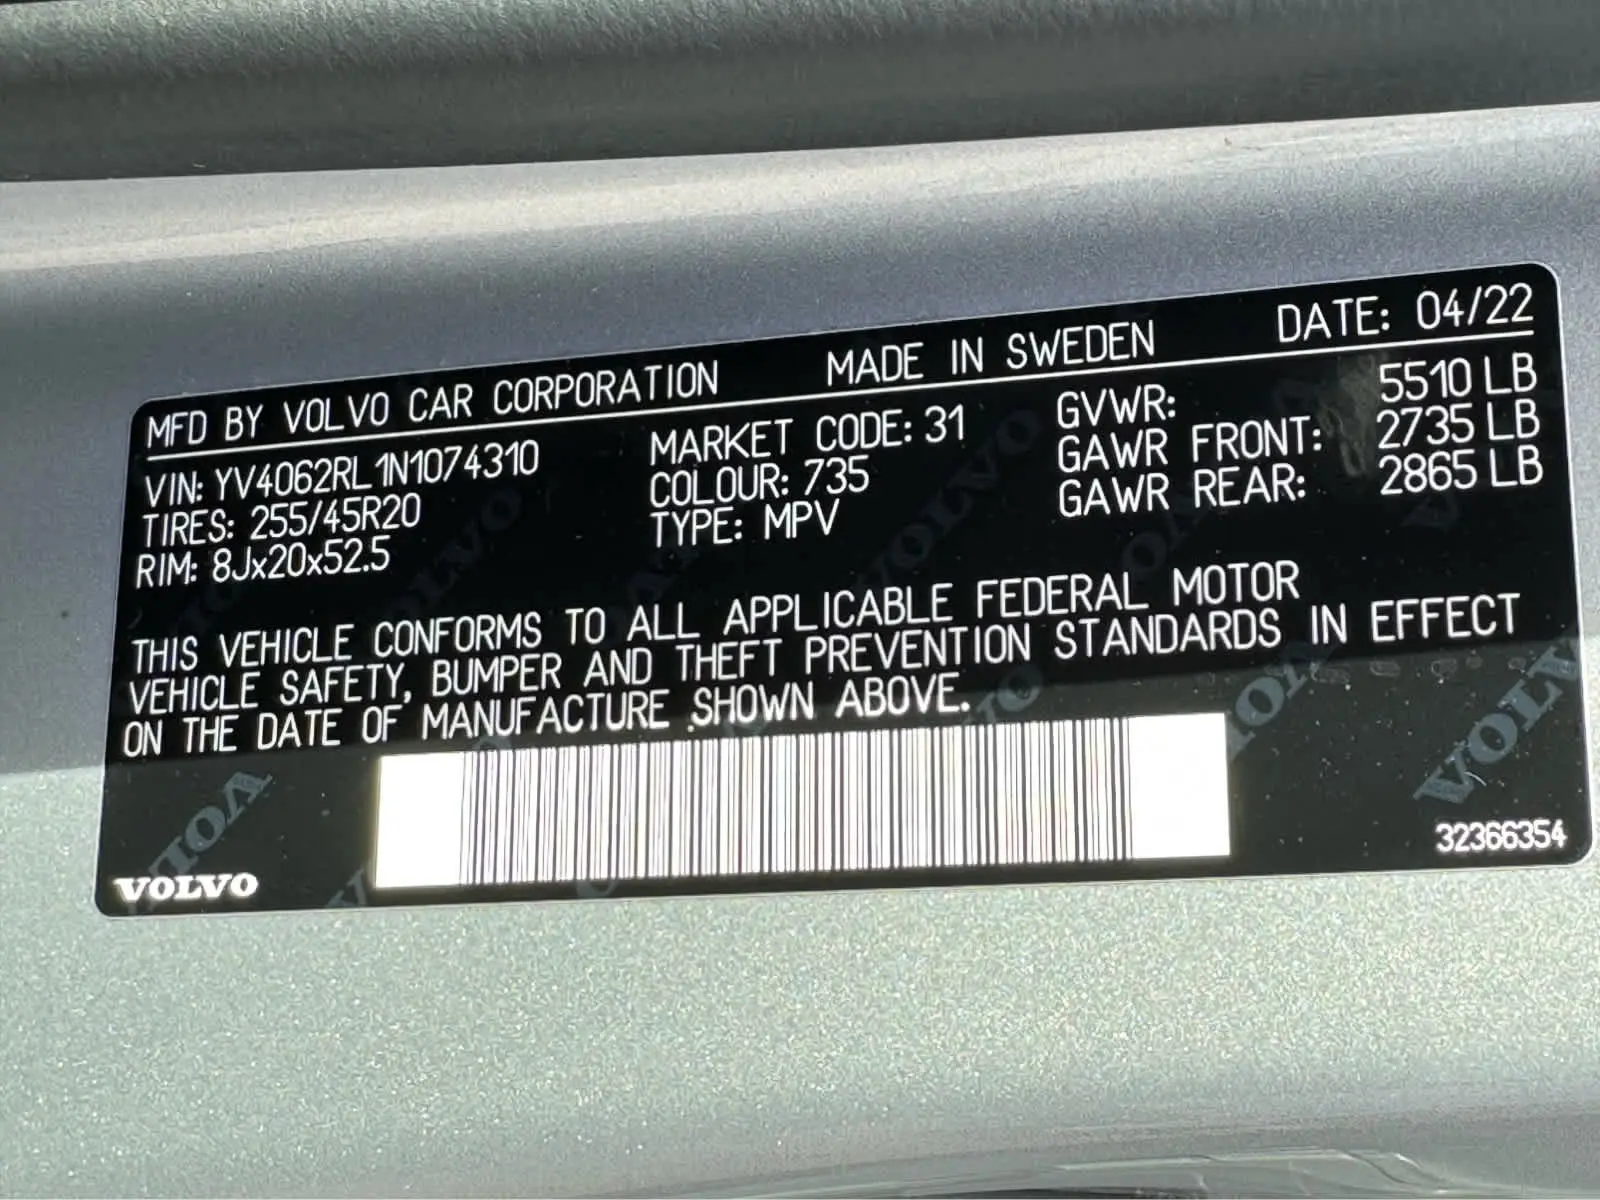 MFD BY VOLVO CAR CORPORATION MADE IN SWEDEN DATE: 04/22
VIN: YV4062RL1N1074310 MARKET CODE: 31 GVWR: 5510 LB
TIRES: 255/45R20 COLOUR: 735 GAWR FRONT: 2735 LB
RIM: 8Jx20x52.5 TYPE: MPV GAWR REAR: 2865 LB
THIS VEHICLE CONFORMS TO ALL APPLICABLE FEDERAL MOTOR
VEHICLE SAFETY, BUMPER AND THEFT PREVENTION STANDARDS IN EFFECT
ON THE DATE OF MANUFACTURE SHOWN ABOVE.
VOLVO
32366354